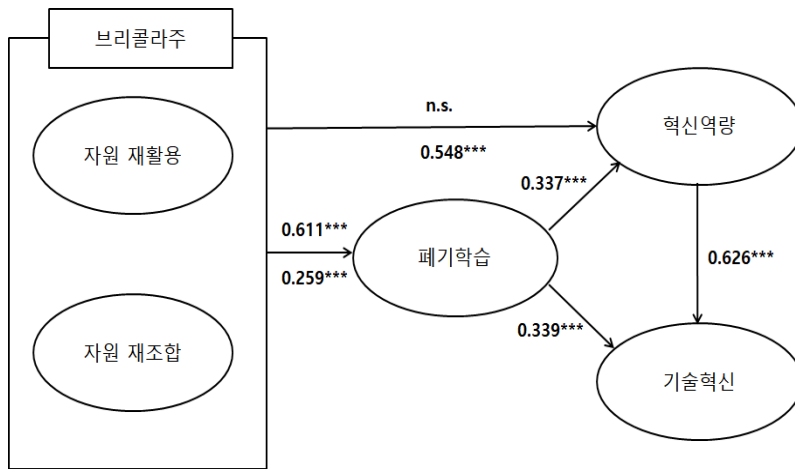 브리콜라주
n.s.
혁신역량
자원 재활용
0.548***
0.337***
0.611***
폐기학습
0.626***
0.259***
0.339***
자원 재조합
기술혁신